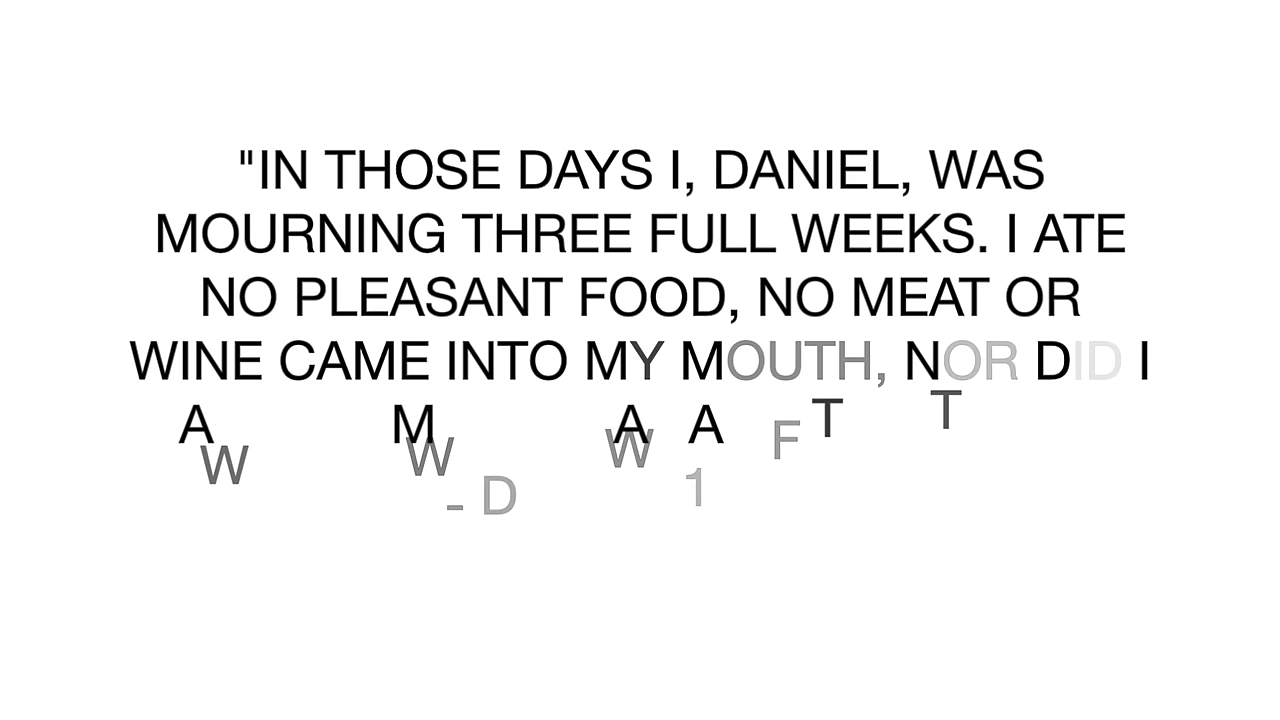 "IN THOSE DAYS I, DANIEL, WAS
MOURNING THREE FULL WEEKS. I ATE
NO PLEASANT FOOD, NO MEAT OR
WINE CAME INTO MY MOUTH, NOR DID I
A M A A T T
W W W F
- D 1